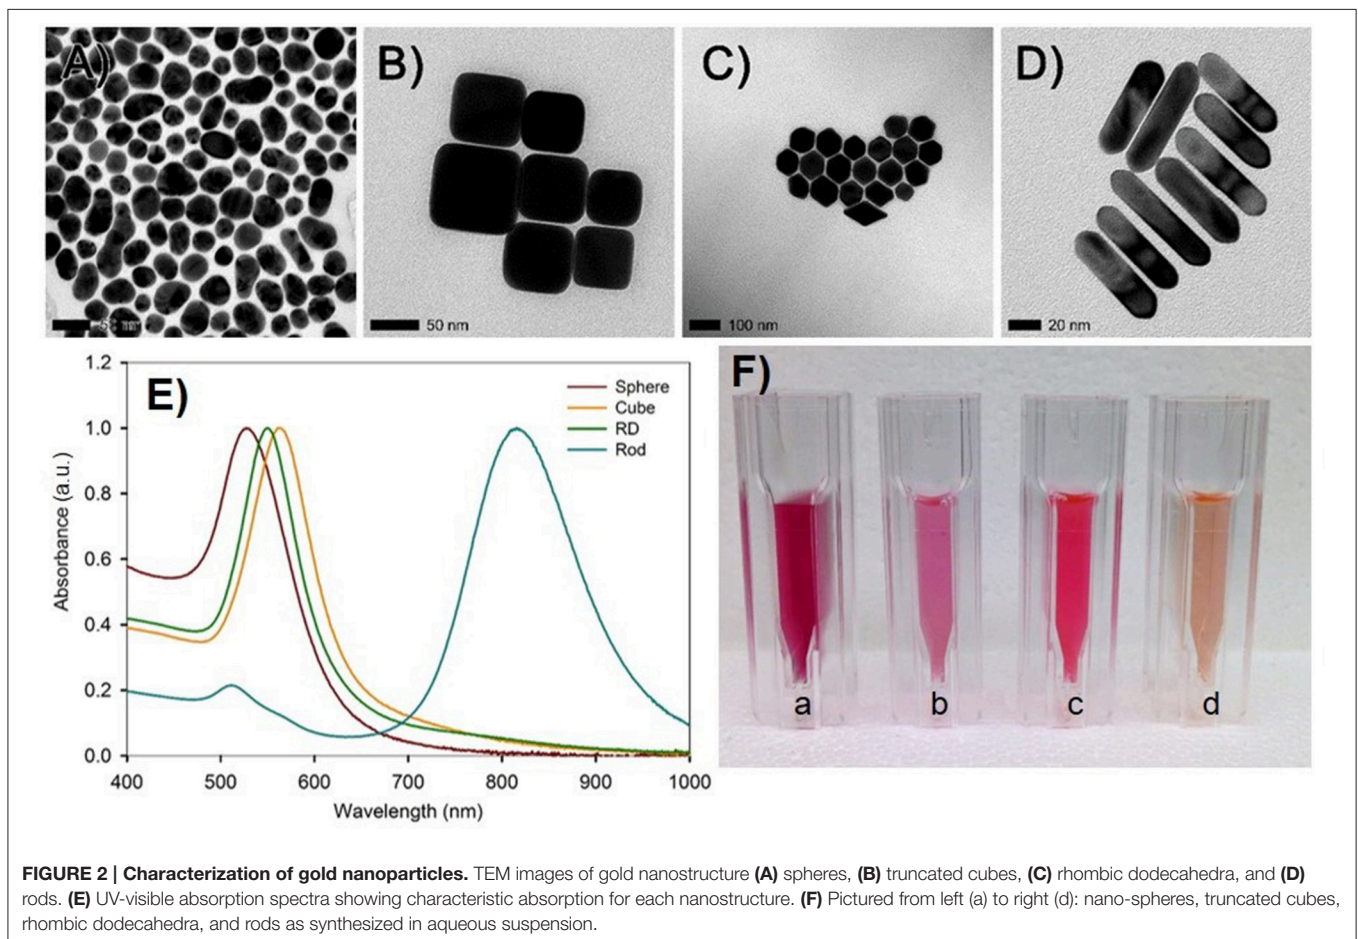 A)
B)
C)
D)
50 nm
100 nm
20 nm
E)
1.2
1.0
0.8
0.6
0.4
0.2
0.0
Absorbance (a.u.)
Sphere
Cube
RD
Rod
400 500 600 700 800 900 1000
Wavelength (nm)
F)
a b c d
FIGURE 2 | Characterization of gold nanoparticles. TEM images of gold nanostructure (A) spheres, (B) truncated cubes, (C) rhombic dodecahedra, and (D)
rods. (E) UV-visible absorption spectra showing characteristic absorption for each nanostructure. (F) Pictured from left (a) to right (d): nano-spheres, truncated cubes,
rhombic dodecahedra, and rods as synthesized in aqueous suspension.